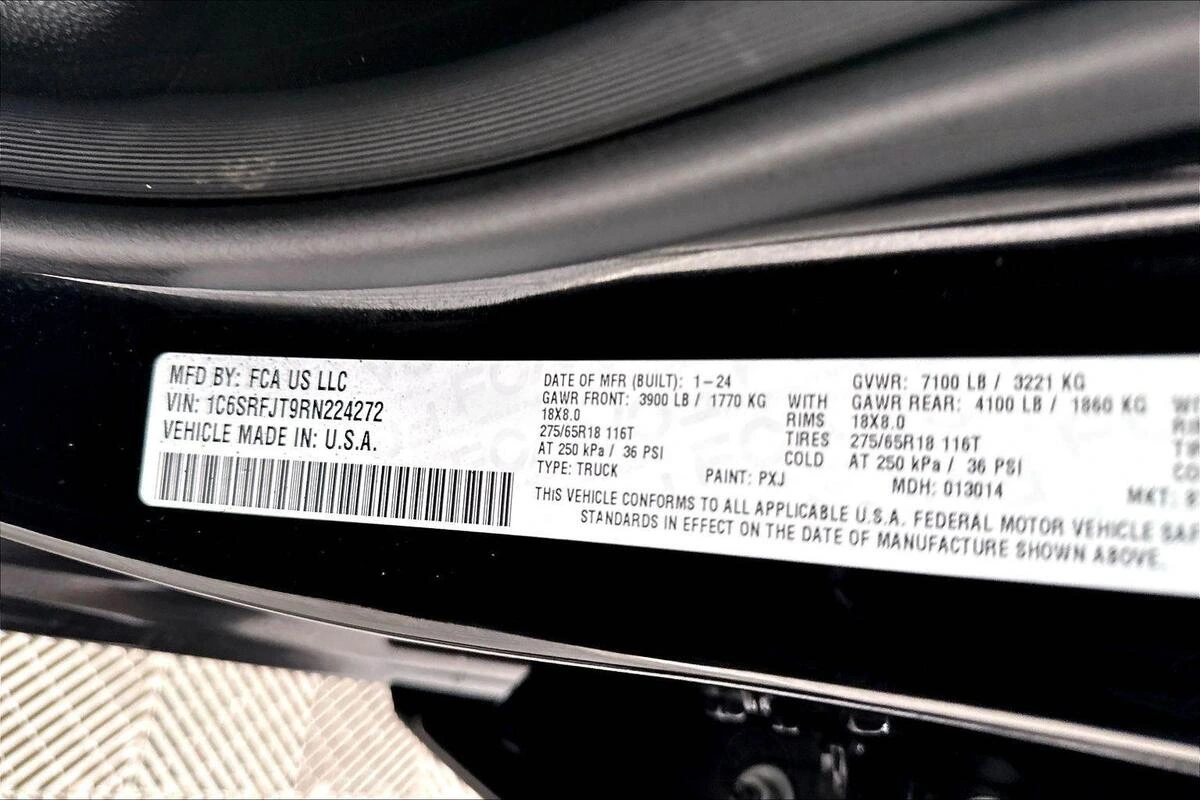 MFD BY: FCA US LLC
VIN: 1C6SRFJT9RN224272
VEHICLE MADE IN: U.S.A.
DATE OF MFR (BUILT): 1-24
GAWR FRONT: 3900 LB / 1770 KG WITH
18X8.0 RIMS
275/65R18 116T TIRES
AT 250 kPa / 36 PSI COLD
TYPE: TRUCK PAINT: PXJ
GVWR: 7100 LB / 3221 KG
GAWR REAR: 4100 LB / 1860 KG
18X8.0
275/65R18 116T
AT 250 kPa / 36 PSI
MDH: 013014 MKT:
THIS VEHICLE CONFORMS TO ALL APPLICABLE U.S.A. FEDERAL MOTOR VEHICLE SAF
STANDARDS IN EFFECT ON THE DATE OF MANUFACTURE SHOWN ABOVE.